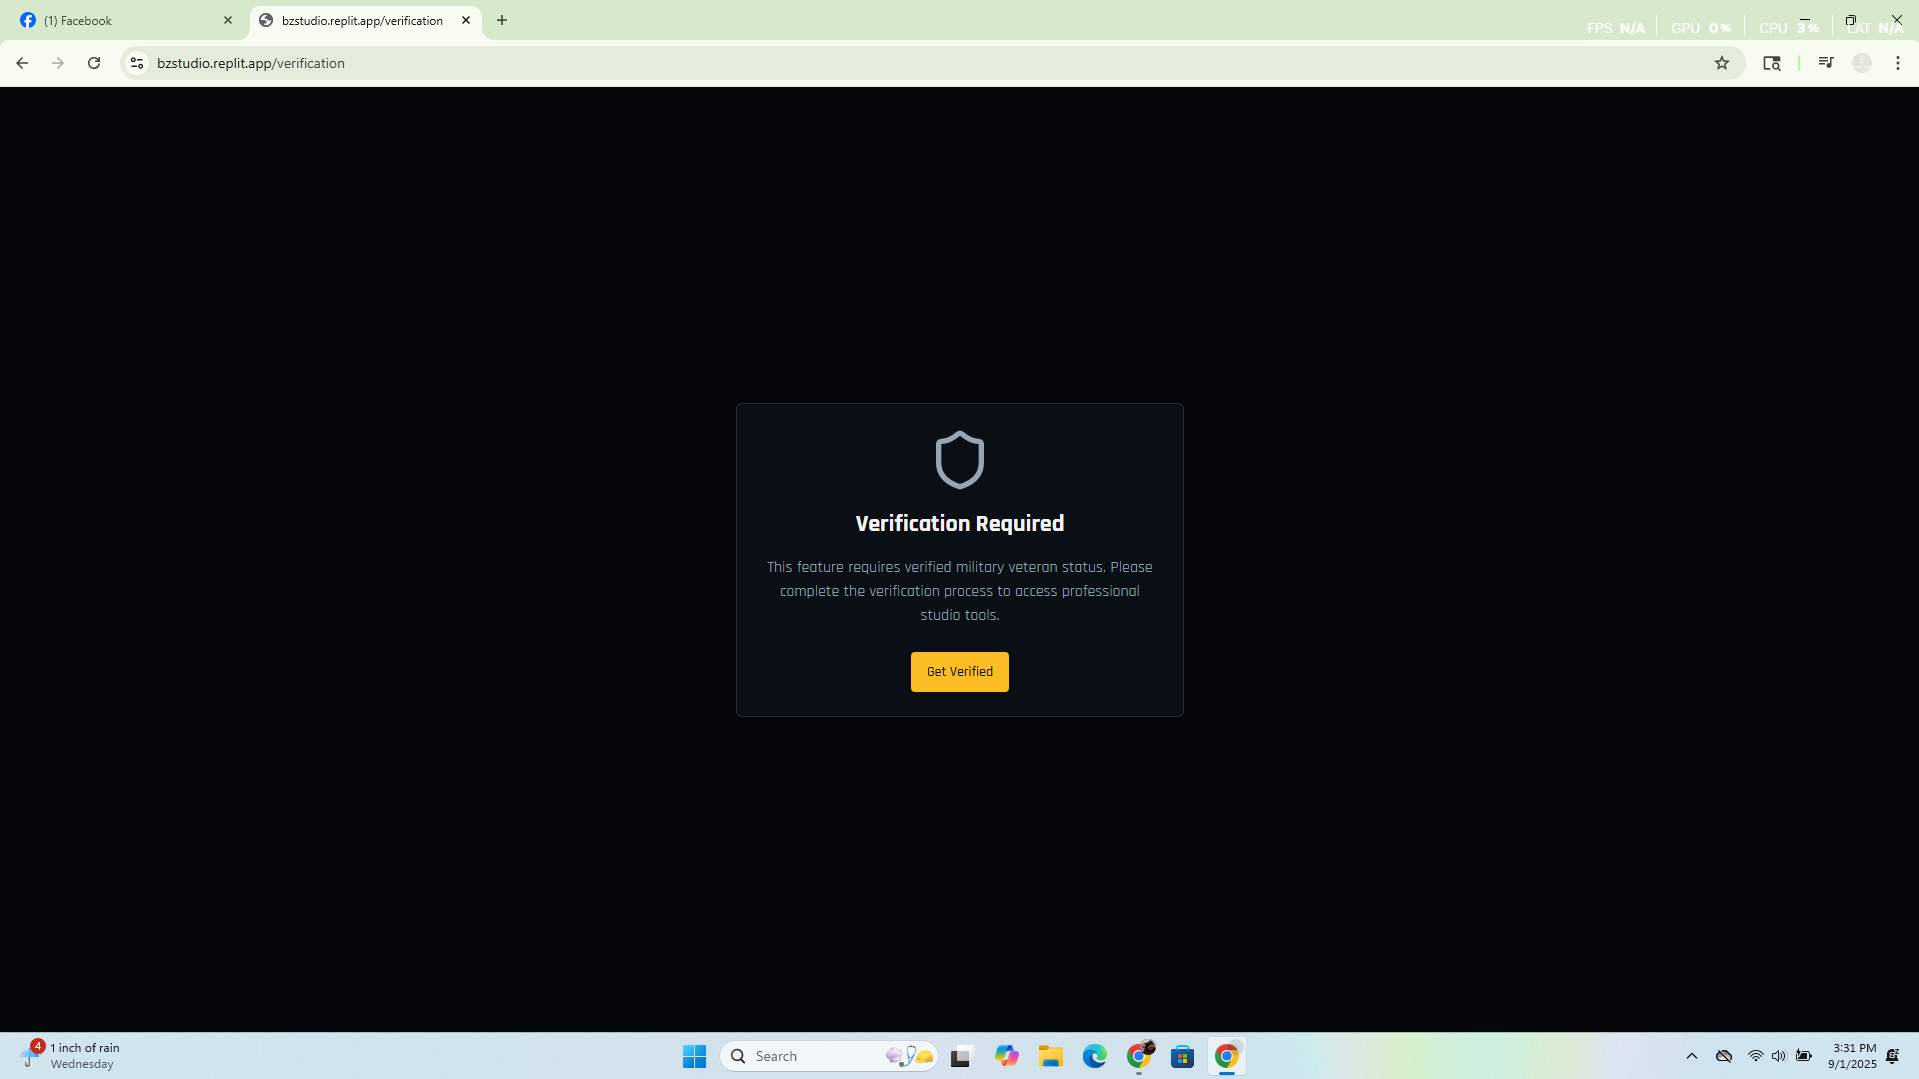 (1) Facebook
bzstudio.replit.app/verification
FPS N/A GPU 0% CPU 3% LAT N/A
bzstudio.replit.app/verification
Verification Required
This feature requires verified military veteran status. Please
complete the verification process to access professional
studio tools.
Get Verified
4
1 inch of rain
Wednesday
Search
3:31 PM
9/1/2025